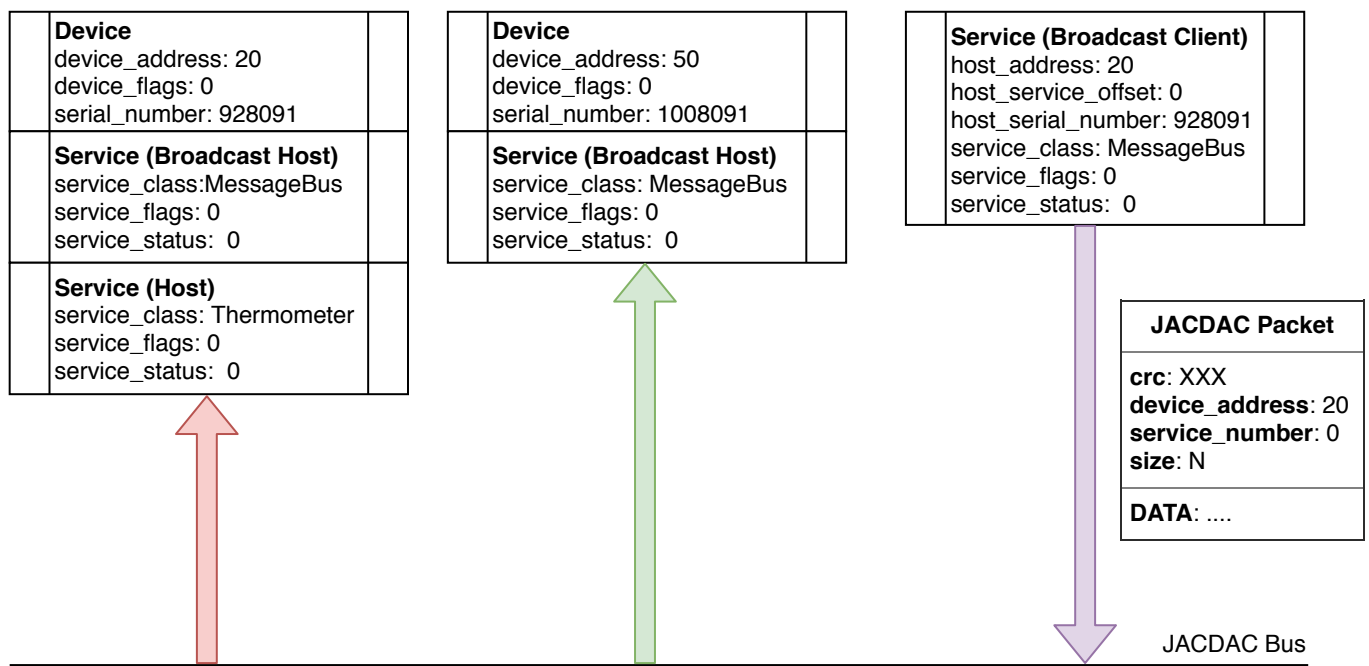 Device
device_address: 20
device_flags: 0
serial_number: 928091
Service (Broadcast Host)
service_class:MessageBus
service_flags: 0
service_status:  0
Service (Host)
service_class: Thermometer
service_flags: 0
service_status:  0
Device
device_address: 50
device_flags: 0
serial_number: 1008091
Service (Broadcast Host)
service_class: MessageBus
service_flags: 0
service_status:  0
Service (Broadcast Client)
host_address: 20
host_service_offset: 0
host_serial_number: 928091
service_class: MessageBus
service_flags: 0
service_status:  0
JACDAC Packet
crc: XXX
device_address: 20
service_number: 0
size: N
DATA: ....
JACDAC Bus